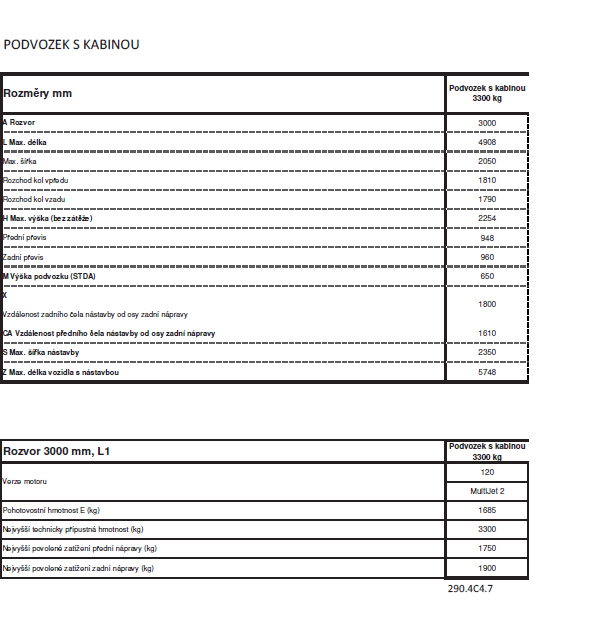 PODVOZEK S KABINOU
Rozměry mm
Podvozek s kabinou
3300 kg
A Rozvor 3000
L Max. délka 4908
Max. šířka 2050
Rozchod kol vpředu 1810
Rozchod kol vzadu 1790
H Max. výška (bez zátěže) 2254
Přední převis 948
Zadní převis 960
M Výška podvozku (STDA) 650
X
1800
Vzdálenost zadního čela nástavby od osy zadní nápravy
CA Vzdálenost předního čela nástavby od osy zadní nápravy 1610
S Max. šířka nástavby 2350
Z Max. délka vozidla s nástavbou 5748
Rozvor 3000 mm, L1
Podvozek s kabinou
3300 kg
Verze motoru
120
MultiJet 2
Pohotovostní hmotnost E (kg) 1685
Nejvyšší technicky přípustná hmotnost (kg) 3300
Nejvyšší povolené zatížení přední nápravy (kg) 1750
Nejvyšší povolené zatížení zadní nápravy (kg) 1900
290.4C4.7